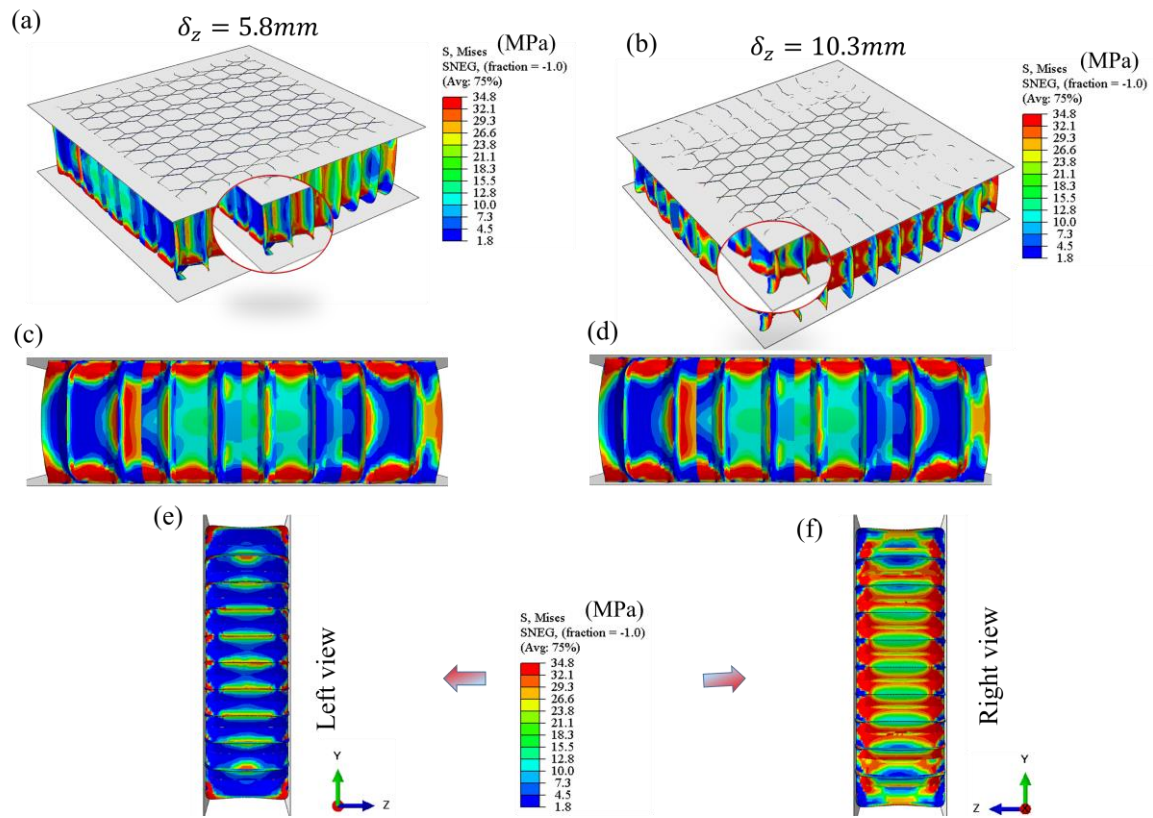 (a)
δz = 5.8mm
S, Mises (MPa)
SNEG, (fraction = -1.0)
(Avg: 75%)
34.8
32.1
29.3
26.6
23.8
21.1
18.3
15.5
12.8
10.0
7.3
4.5
1.8
(b)
δz = 10.3mm
(MPa)
S, Mises
SNEG, (fraction = -1.0)
(Avg: 75%)
34.8
32.1
29.3
26.6
23.8
21.1
18.3
15.5
12.8
10.0
7.3
4.5
1.8
(c)
(d)
(e)
Left view
Y
Z
S, Mises (MPa)
SNEG, (fraction = -1.0)
(Avg: 75%)
34.8
32.1
29.3
26.6
23.8
21.1
18.3
15.5
12.8
10.0
7.3
4.5
1.8
(f)
Right view
Y
Z
X